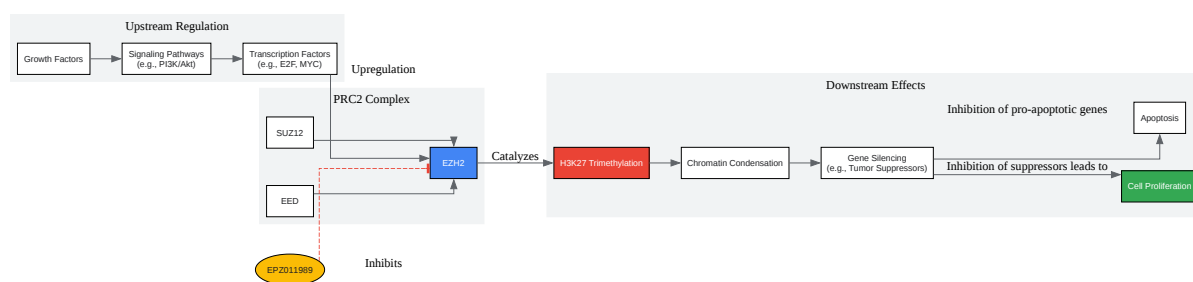 Upstream Regulation
Growth Factors
Signaling Pathways
(e.g., PI3K/Akt)
Transcription Factors
(e.g., E2F, MYC)
Upregulation
PRC2 Complex
SUZ12
EZH2
EED
EPZ011989
Inhibits
Catalyzes
Downstream Effects
H3K27 Trimethylation
Chromatin Condensation
Gene Silencing
(e.g., Tumor Suppressors)
Inhibition of pro-apoptotic genes
Apoptosis
Inhibition of suppressors leads to
Cell Proliferation